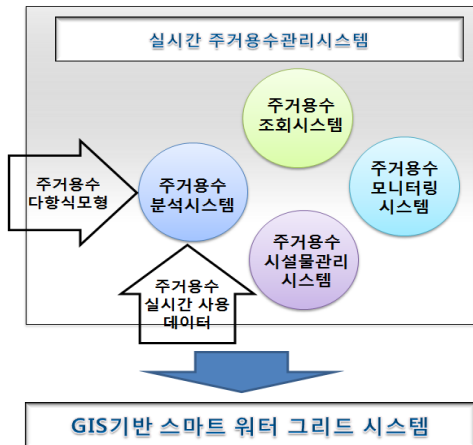 실시간 주거용수관리시스템
주거용수
조회시스템
주거용수
다항식모형
주거용수
분석시스템
주거용수
모니터링
시스템
주거용수
시설물관리
시스템
주거용수
실시간 사용
데이터
GIS기반 스마트 워터 그리드 시스템